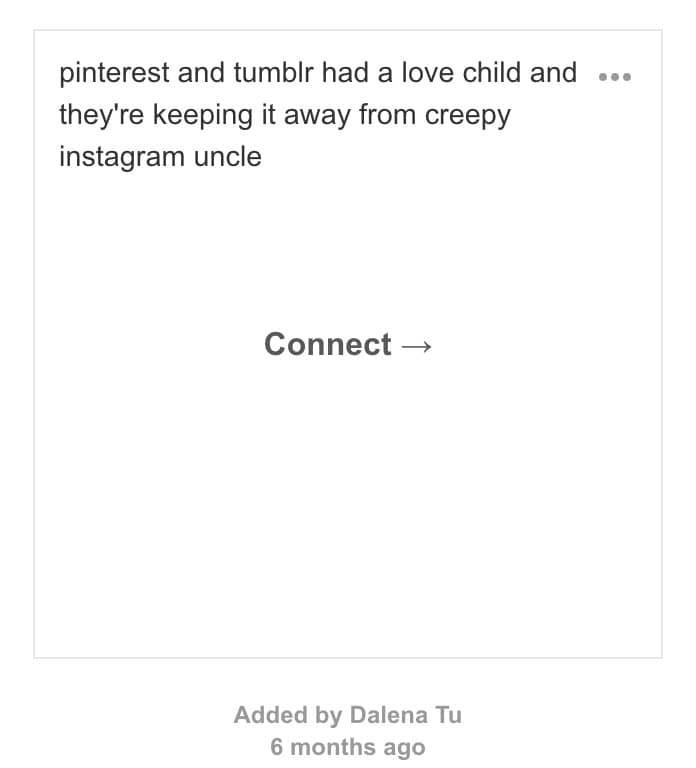 pinterest and tumblr had a love child and
they're keeping it away from creepy
instagram uncle
Connect →
Added by Dalena Tu
6 months ago